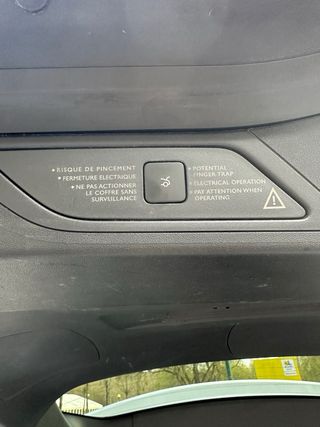 • RISQUE DE PINCEMENT
• FERMETURE ELECTRIQUE
• NE PAS ACTIONNER
LE COFFRE SANS
SURVEILLANCE
• POTENTIAL
FINGER TRAP
• ELECTRICAL OPERATION
• PAY ATTENTION WHEN
OPERATING